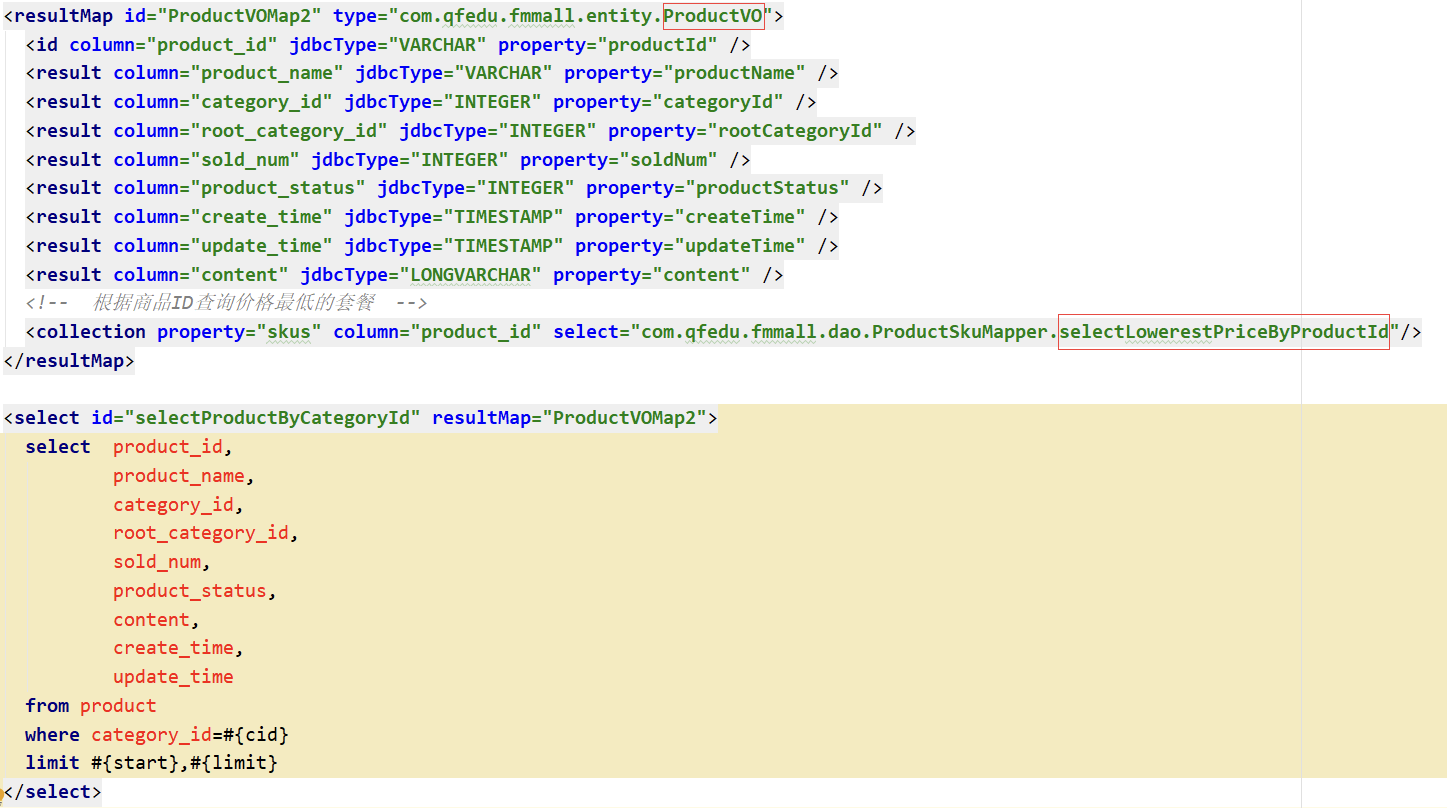 <resultMap id="ProductVOMap2" type="com.qfedu.fmmall.entity.ProductVO">
<id column="product_id" jdbcType="VARCHAR" property="productId" />
<result column="product_name" jdbcType="VARCHAR" property="productName" />
<result column="category_id" jdbcType="INTEGER" property="categoryId" />
<result column="root_category_id" jdbcType="INTEGER" property="rootCategoryId" />
<result column="sold_num" jdbcType="INTEGER" property="soldNum" />
<result column="product_status" jdbcType="INTEGER" property="productStatus" />
<result column="create_time" jdbcType="TIMESTAMP" property="createTime" />
<result column="update_time" jdbcType="TIMESTAMP" property="updateTime" />
<result column="content" jdbcType="LONGVARCHAR" property="content" />
<!-- 根据商品ID查询价格最低的套餐 -->
<collection property="skus" column="product_id" select="com.qfedu.fmmall.dao.ProductSkuMapper.selectLowerestPriceByProductId"/>
</resultMap>
<select id="selectProductByCategoryId" resultMap="ProductVOMap2">
select product_id,
product_name,
category_id,
root_category_id,
sold_num,
product_status,
content,
create_time,
update_time
from product
where category_id=#{cid}
limit #{start},#{limit}
</select>